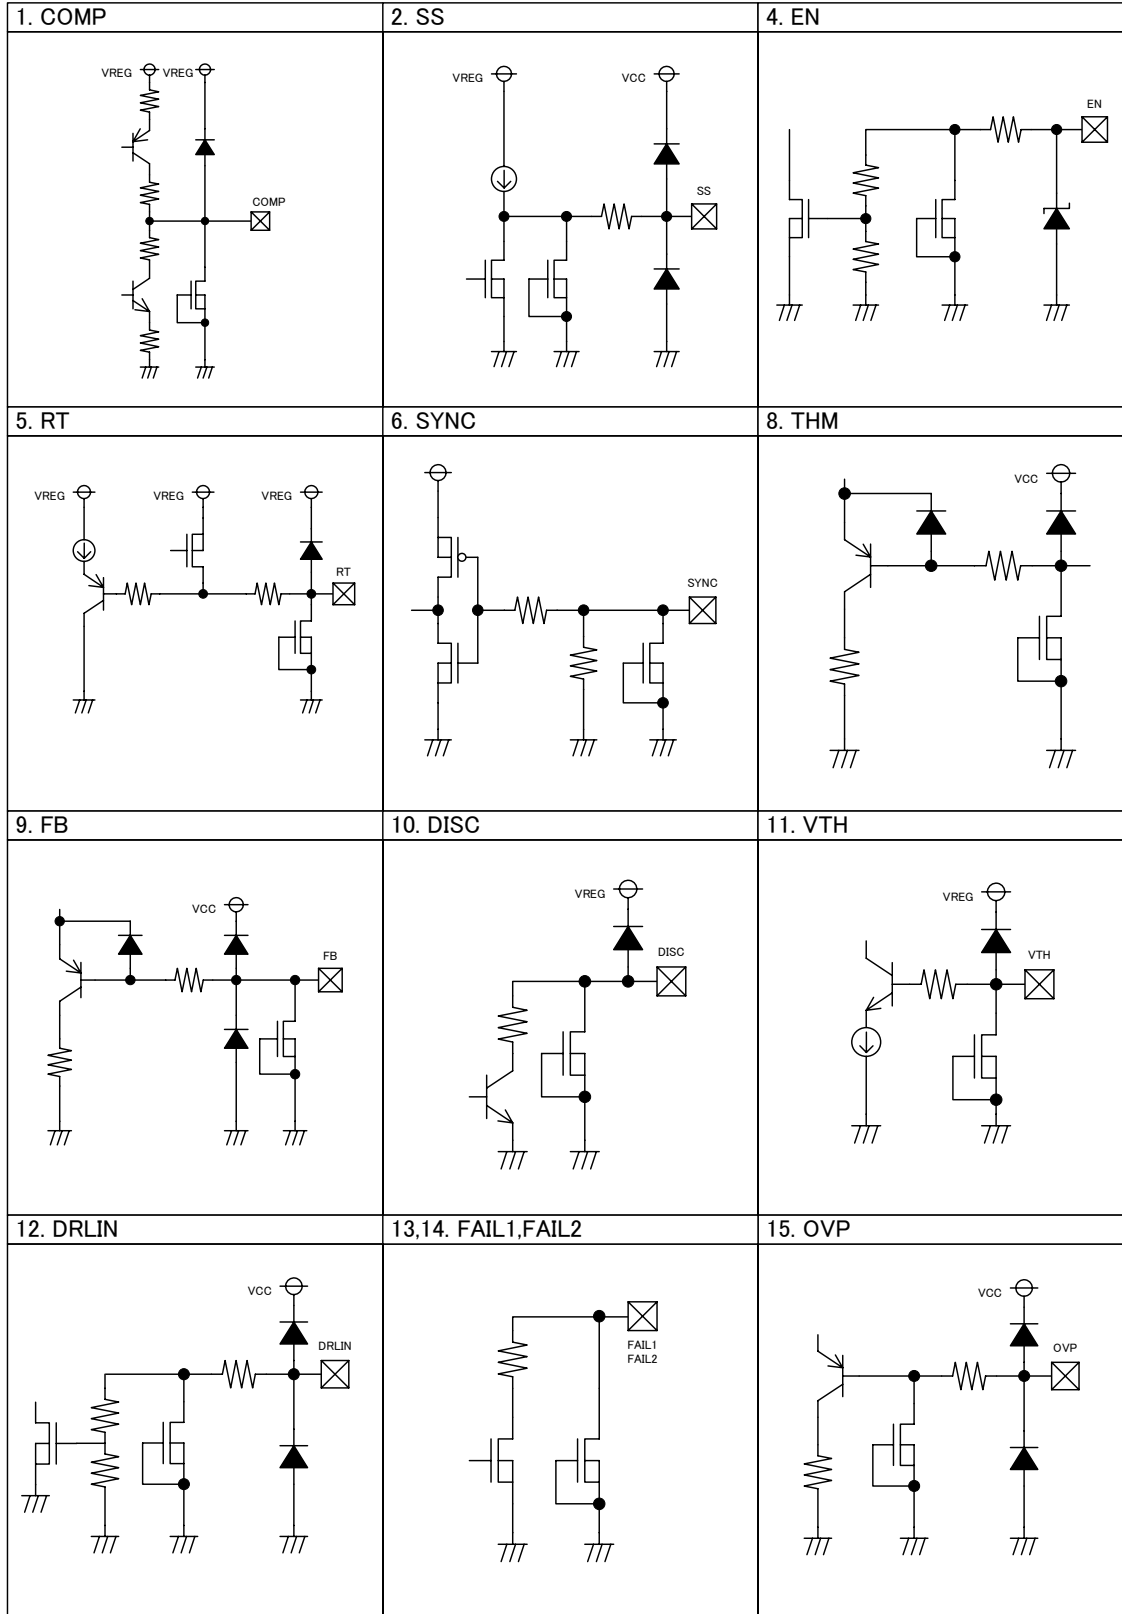 1. COMP
VREG VREG
COMP
2. SS
VREG
VCC
SS
4. EN
EN
5. RT
VREG
VREG
VREG
RT
6. SYNC
SYNC
8. THM
VCC
9. FB
VCC
FB
10. DISC
VREG
DISC
11. VTH
VREG
VTH
12. DRLIN
VCC
DRLIN
13,14. FAIL1,FAIL2
FAIL1
FAIL2
15. OVP
VCC
OVP